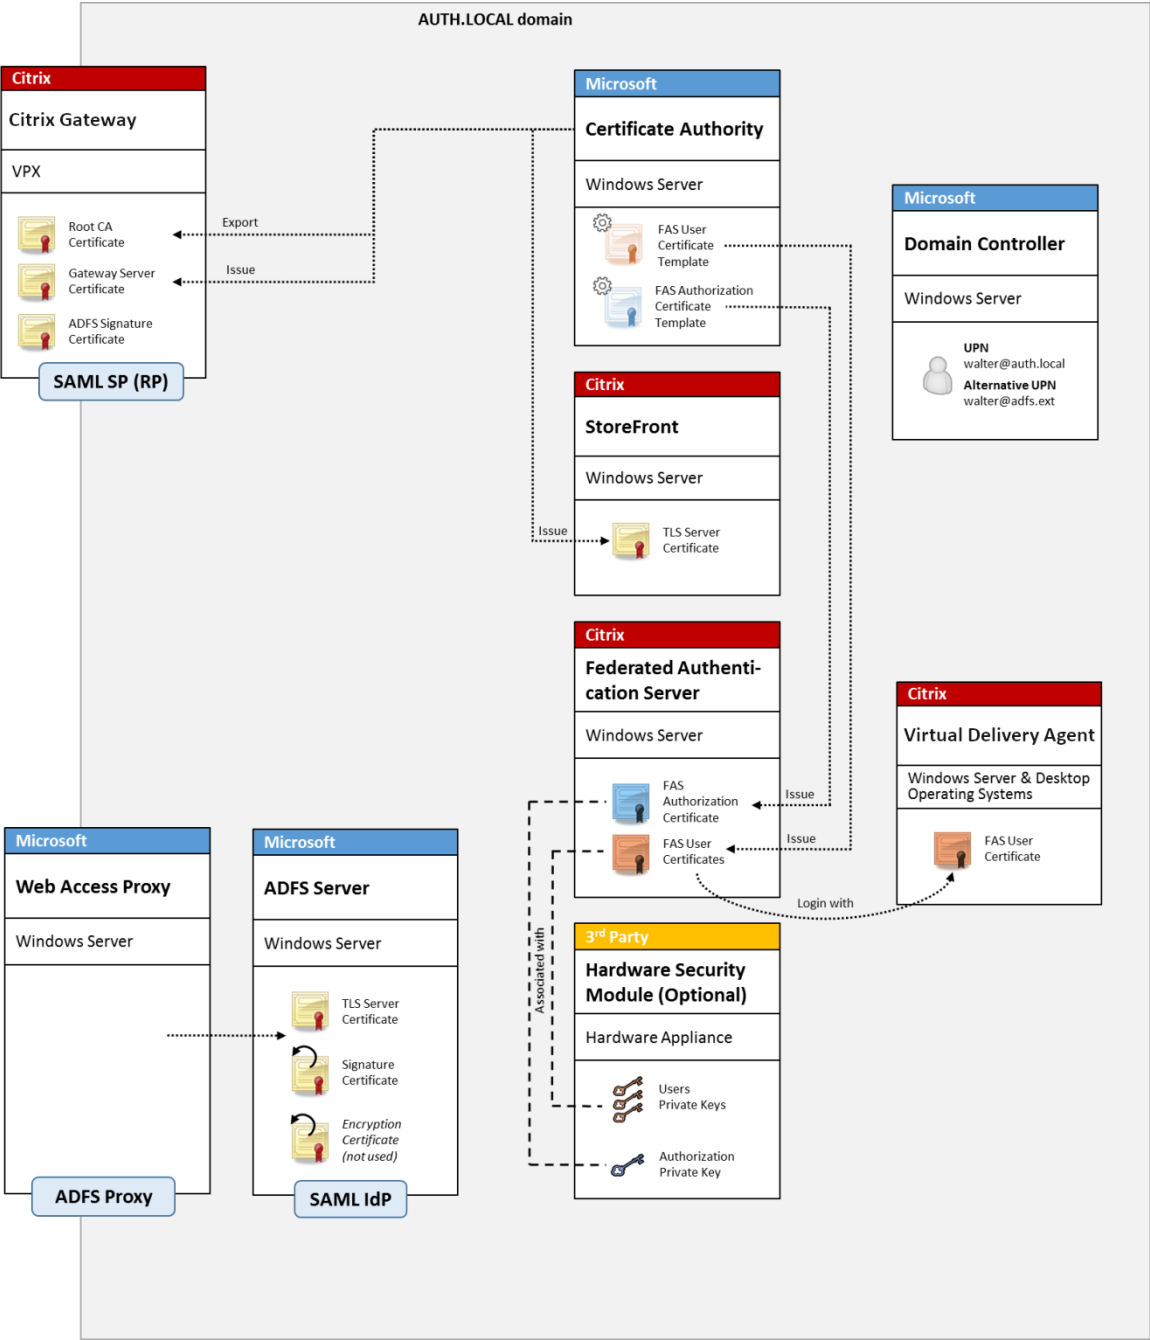 AUTH.LOCAL domain
Citrix
Citrix Gateway
VPX
Root CA
Certificate
Gateway Server
Certificate
ADFS Signature
Certificate
SAML SP (RP)
Export
Issue
Microsoft
Certificate Authority
Windows Server
FAS User
Certificate
Template
FAS Authorization
Certificate
Template
Microsoft
Domain Controller
Windows Server
UPN
walter@auth.local
Alternative UPN
walter@adfs.ext
Citrix
StoreFront
Windows Server
Issue
TLS Server
Certificate
Citrix
Federated Authenti-
cation Server
Windows Server
FAS
Authorization
Certificate
FAS User
Certificates
Issue
Issue
Login with
Citrix
Virtual Delivery Agent
Windows Server & Desktop
Operating Systems
FAS User
Certificate
Microsoft
Web Access Proxy
Windows Server
ADFS Proxy
Microsoft
ADFS Server
Windows Server
TLS Server
Certificate
Signature
Certificate
Encryption
Certificate
(not used)
SAML IdP
Associated with
3rd Party
Hardware Security
Module (Optional)
Hardware Appliance
Users
Private Keys
Authorization
Private Key